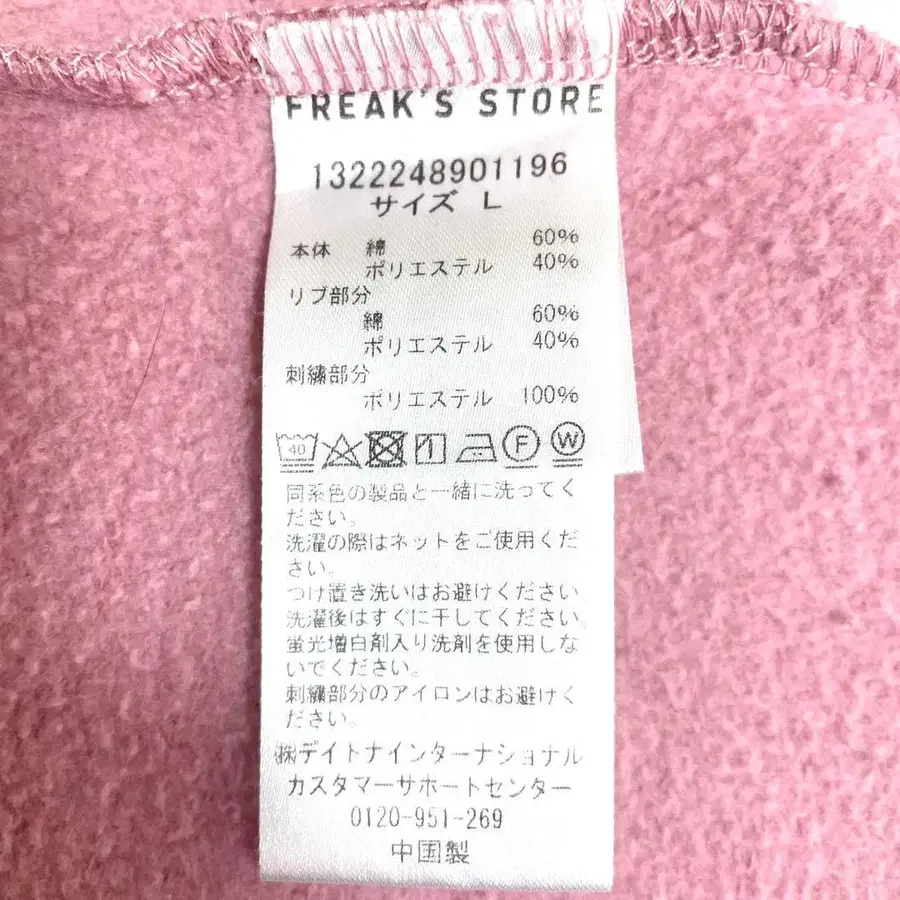 FREAK'S STORE
1322248901196
サイズ L
本体 綿 60%
ポリエステル 40%
リブ部分
綿 60%
ポリエステル 40%
刺繍部分
ポリエステル 100%
40 F W
同系色の製品と一緒に洗ってく
ださい。
洗濯の際はネットをご使用くだ
さい。
つけ置き洗いはお避けください
洗濯後はすぐに干してください。
蛍光増白剤入り洗剤を使用しな
いでください。
刺繍部分のアイロンはお避けく
ださい。
㈱デイトナインターナショナル
カスタマーサポートセンター
0120-951-269
中国製